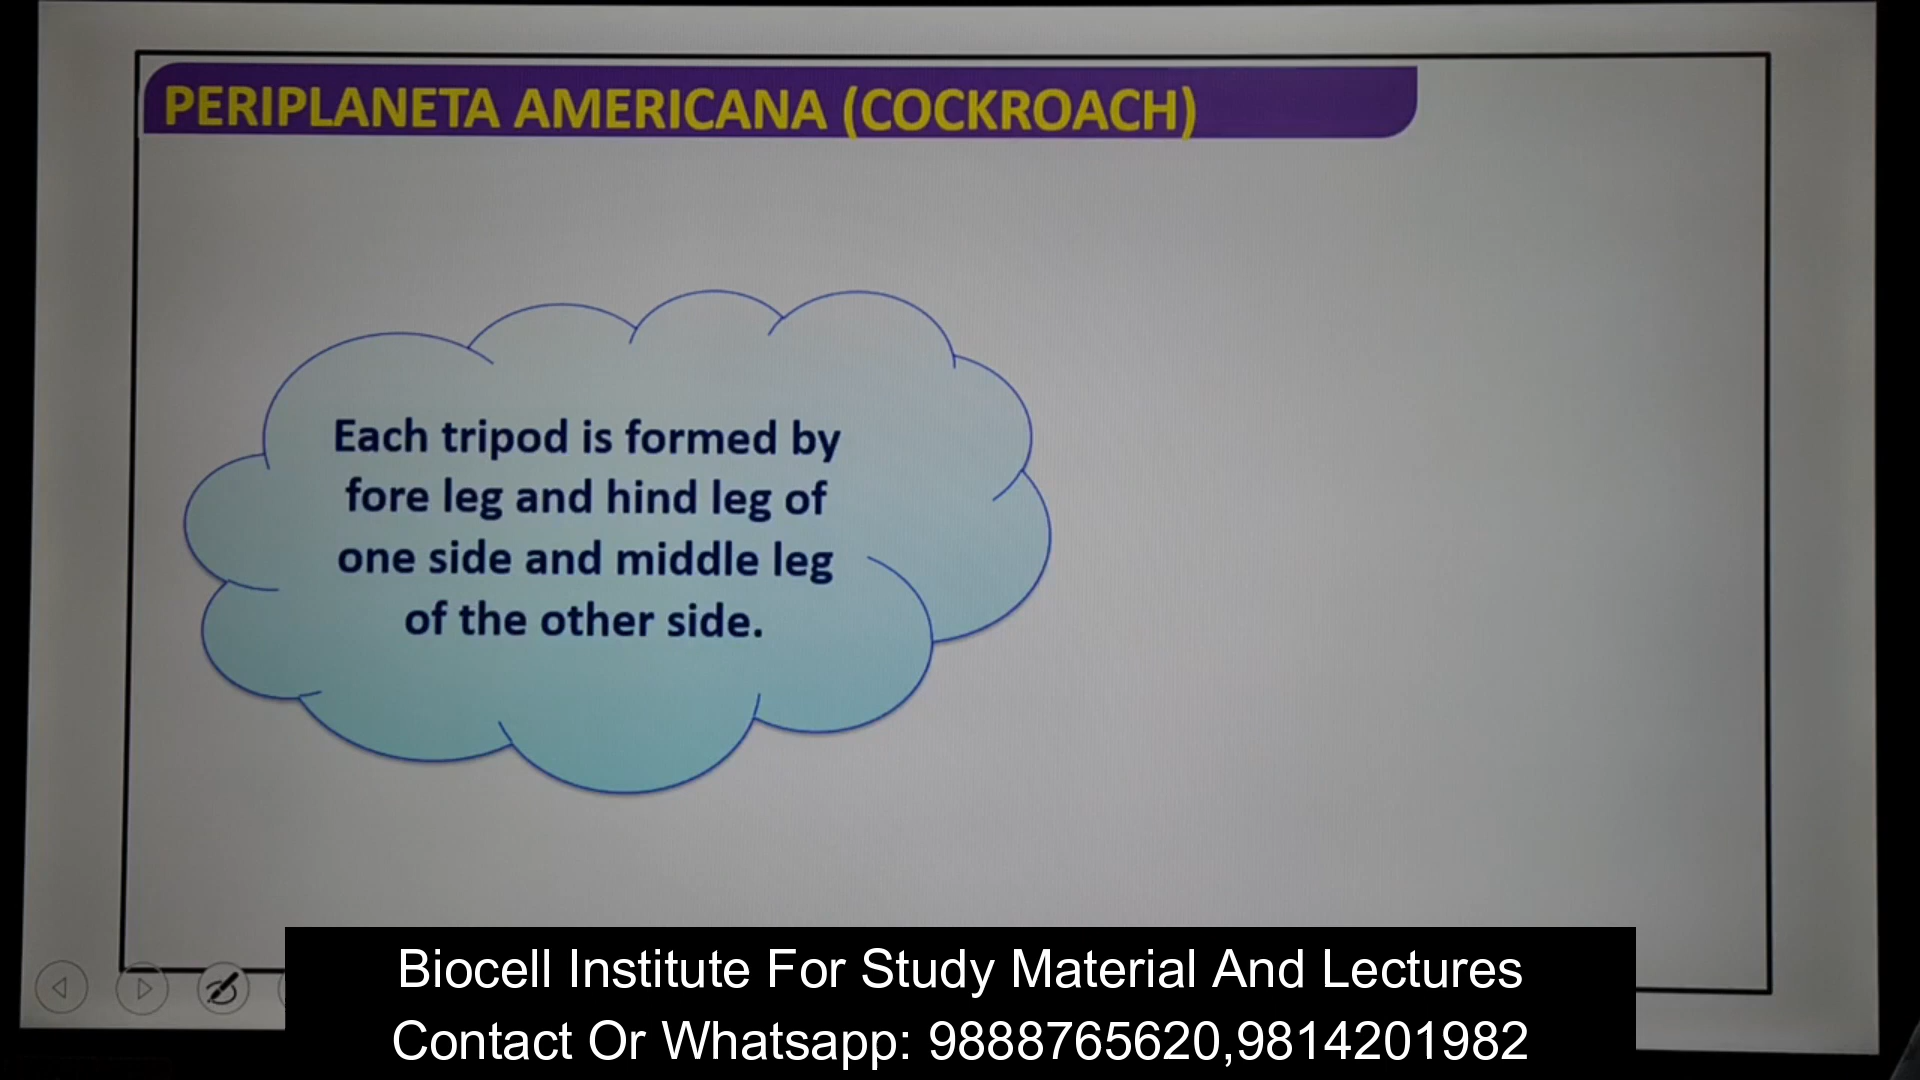 PERIPLANETA AMERICANA (COCKROACH)
Each tripod is formed by
fore leg and hind leg of
one side and middle leg
of the other side.
Biocell Institute For Study Material And Lectures
Contact Or Whatsapp: 9888765620,9814201982